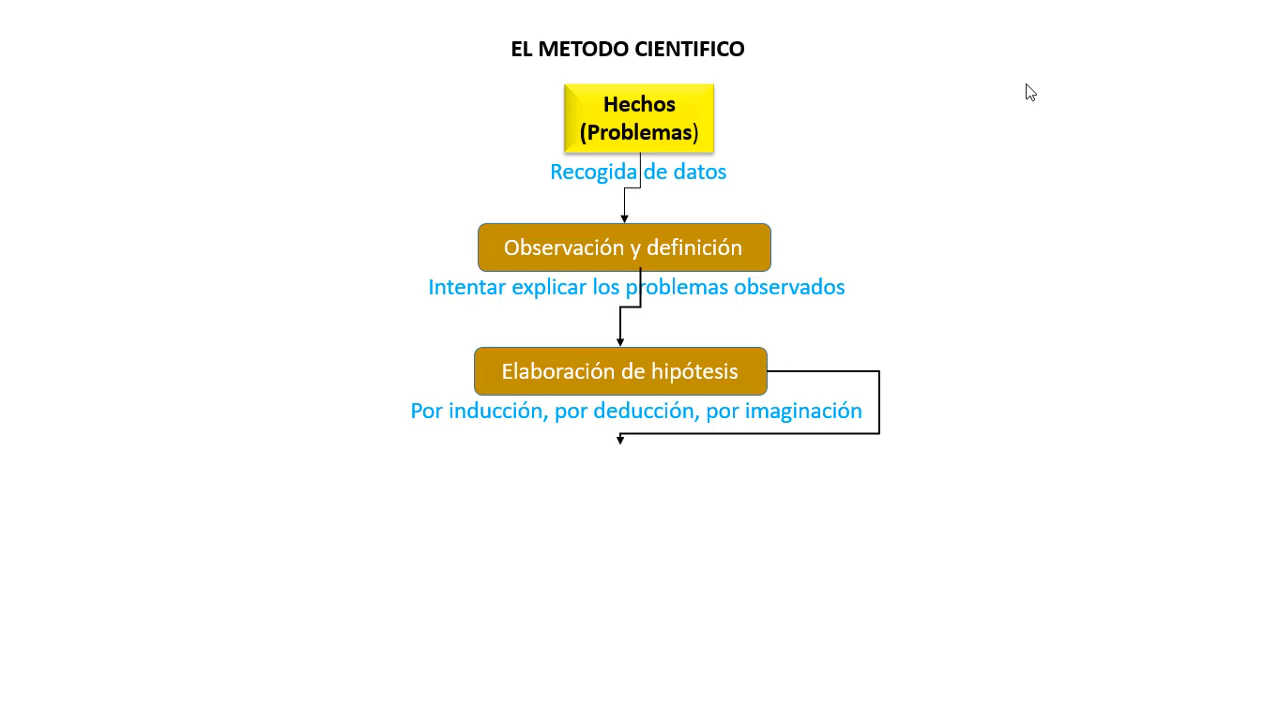 EL METODO CIENTIFICO
Hechos
(Problemas)
Recogida de datos
Observación y definición
Intentar explicar los problemas observados
Elaboración de hipótesis
Por inducción, por deducción, por imaginación